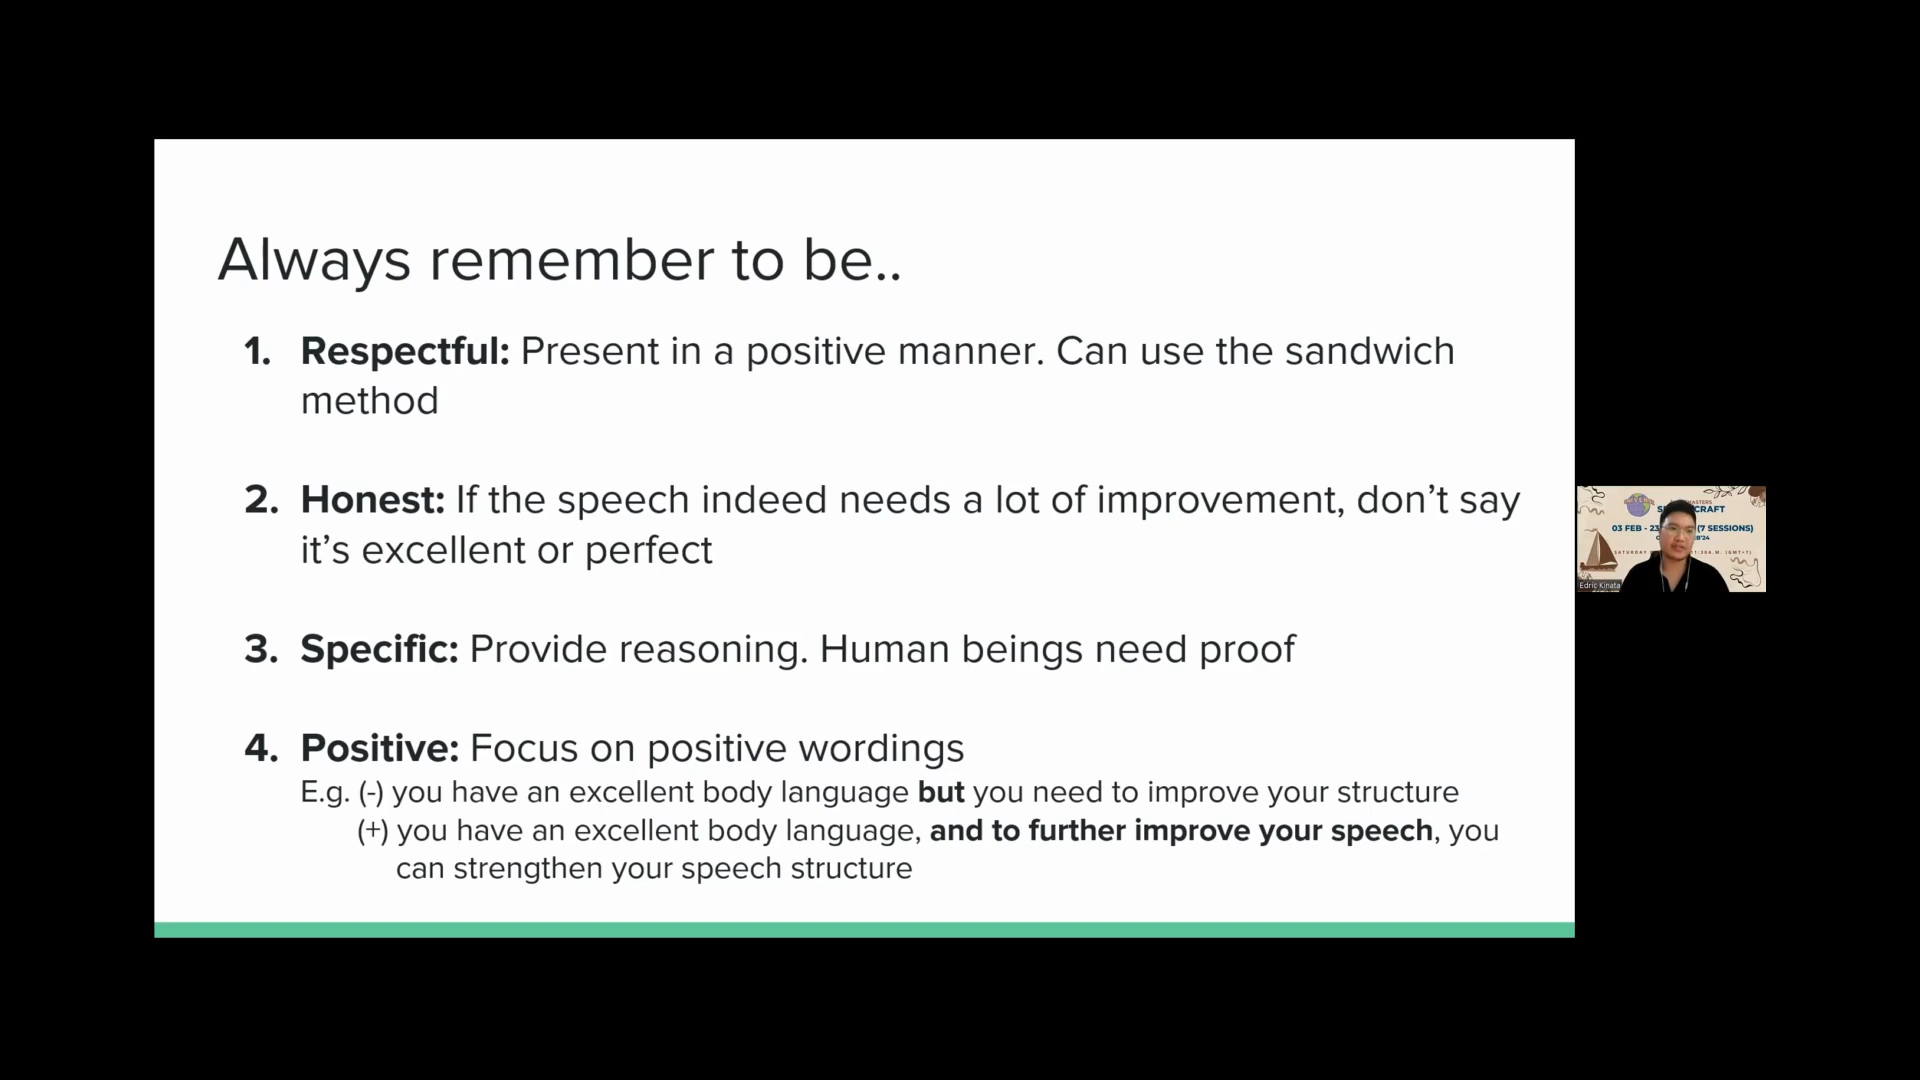 Always remember to be..
1. Respectful: Present in a positive manner. Can use the sandwich
method
2. Honest: If the speech indeed needs a lot of improvement, don’t say
it’s excellent or perfect
3. Specific: Provide reasoning. Human beings need proof
4. Positive: Focus on positive wordings
E.g. (-) you have an excellent body language but you need to improve your structure
(+) you have an excellent body language, and to further improve your speech, you
can strengthen your speech structure
CRAFT
03 FEB - 23 (7 SESSIONS)
SATURDAY
Edric Kinata